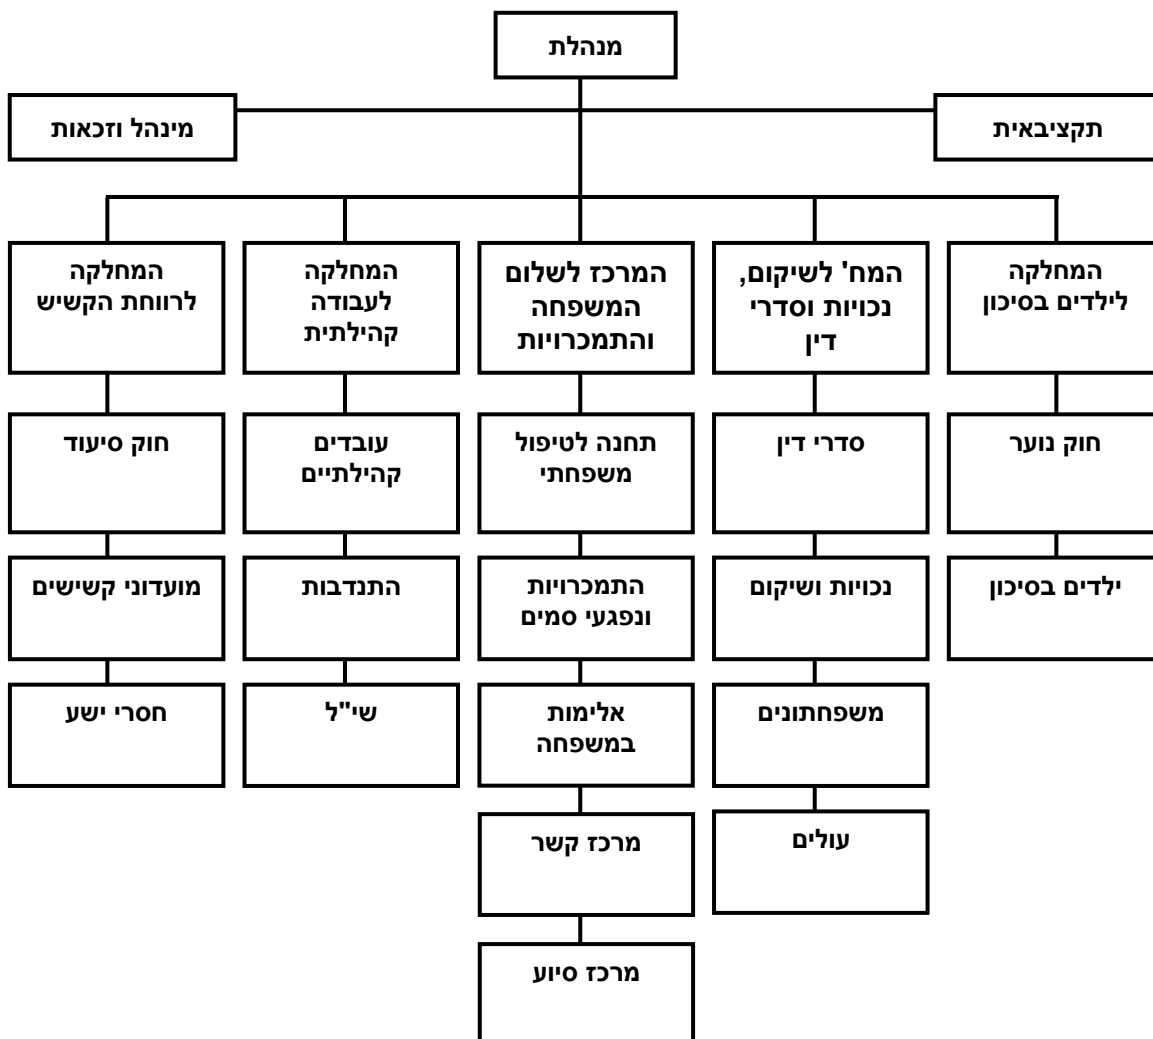 מנהלת
תקציבאית
מינהל וזכאות
המחלקה
לילדים בסיכון
המח' לשיקום,
נכויות וסדרי
דין
המרכז לשלום
המשפחה
והתמכרויות
המחלקה
לעבודה
קהילתית
המחלקה
לרווחת הקשיש
חוק נוער
סדרי דין
תחנה לטיפול
משפחתי
עובדים
קהילתיים
חוק סיעוד
ילדים בסיכון
נכויות ושיקום
התמכרויות
ונפגעי סמים
התנדבות
מועדוני קשישים
משפחתונים
אלימות
במשפחה
שי"ל
חסרי ישע
עולים
מרכז קשר
מרכז סיוע